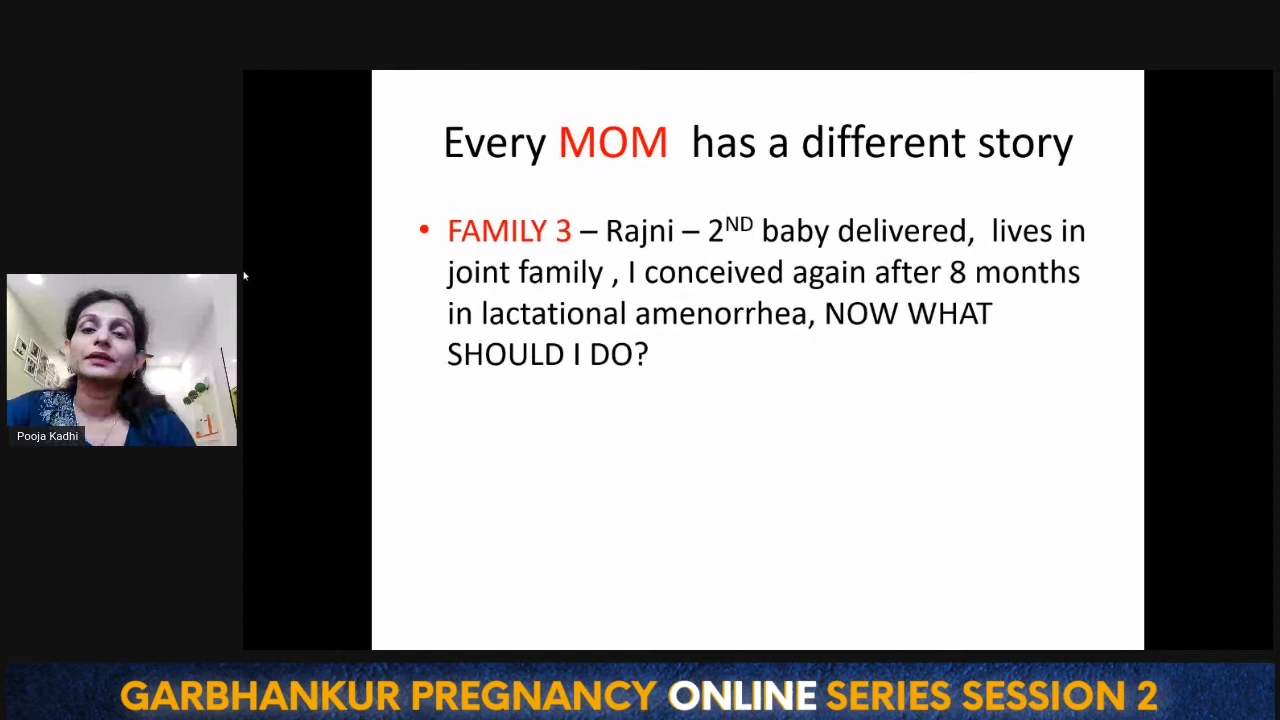 Every MOM has a different story
• FAMILY 3 – Rajni – 2ND baby delivered, lives in
joint family , I conceived again after 8 months
in lactational amenorrhea, NOW WHAT
SHOULD I DO?
Pooja Kadhi
GARBHANKUR PREGNANCY ONLINE SERIES SESSION 2